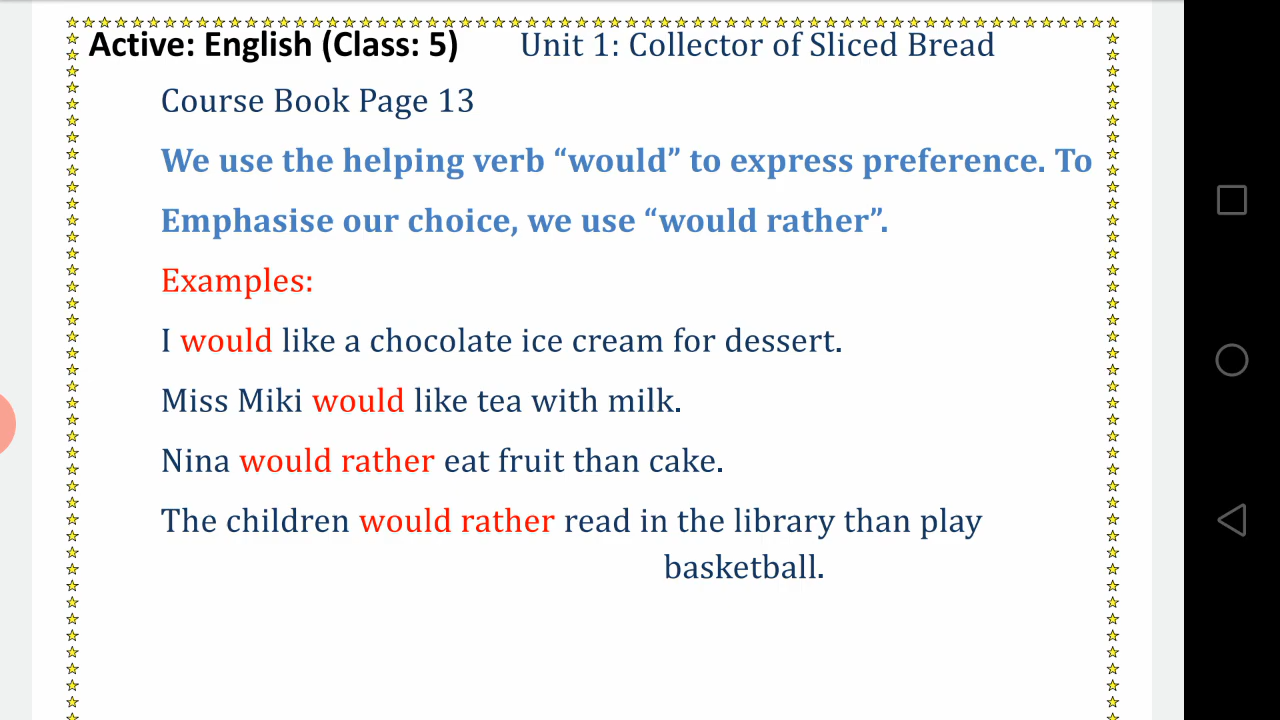 Active: English (Class: 5) Unit 1: Collector of Sliced Bread
Course Book Page 13
We use the helping verb “would” to express preference. To
Emphasise our choice, we use “would rather”.
Examples:
I would like a chocolate ice cream for dessert.
Miss Miki would like tea with milk.
Nina would rather eat fruit than cake.
The children would rather read in the library than play
basketball.